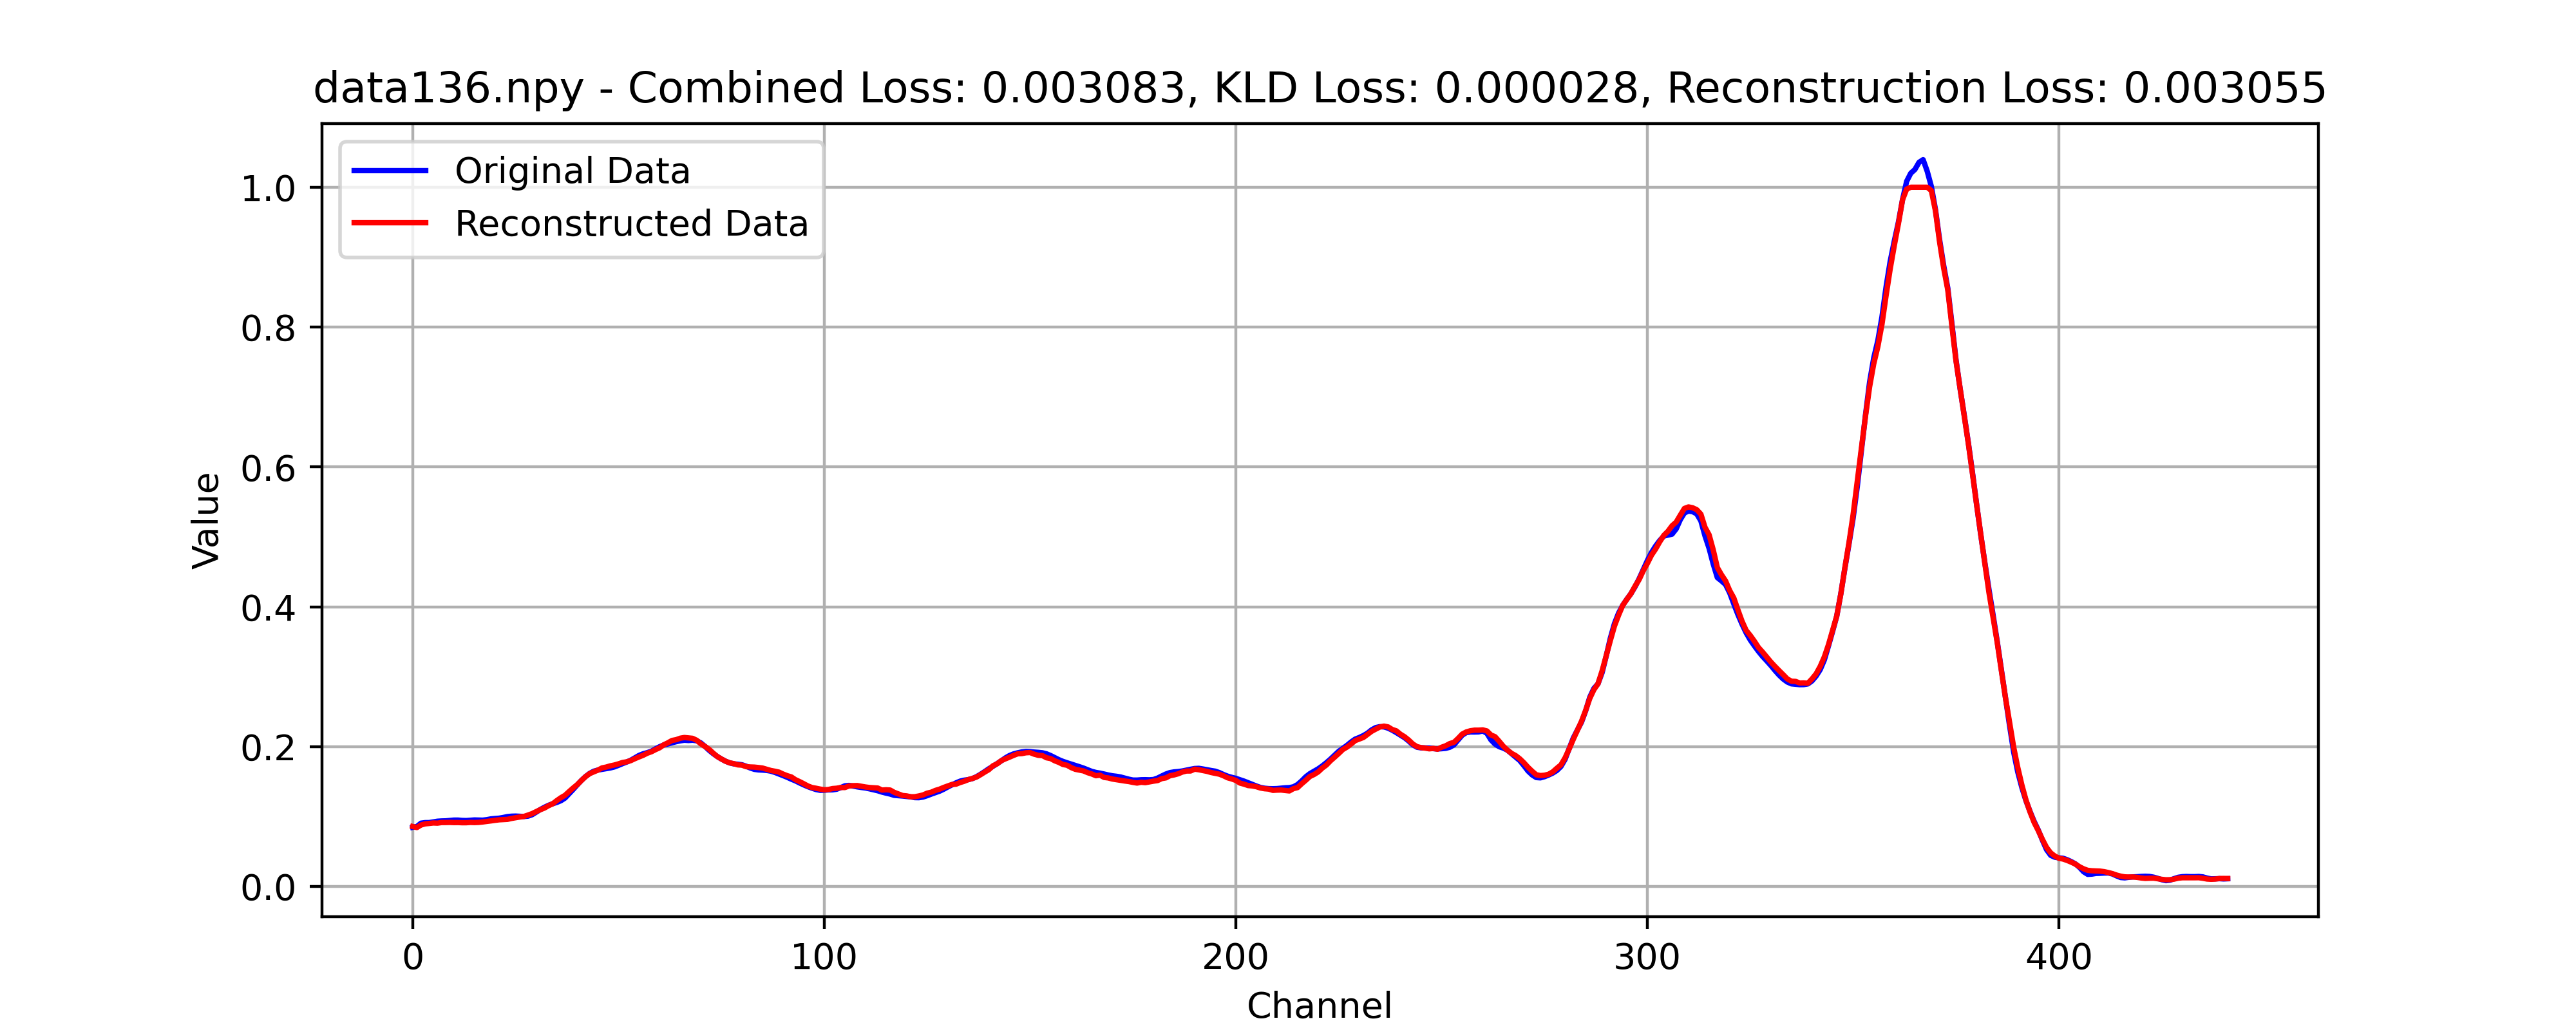 data136.npy - Combined Loss: 0.003083, KLD Loss: 0.000028, Reconstruction Loss: 0.003055
Original Data
Reconstructed Data
1.0
0.8
0.6
0.4
0.2
0.0
Value
0 100 200 300 400
Channel